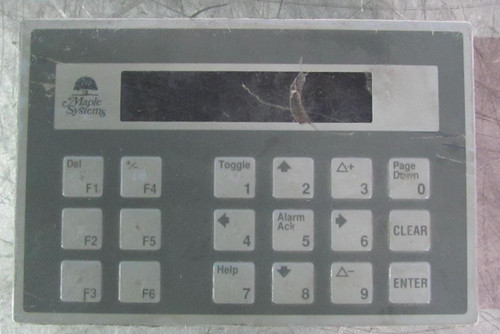 Maple
Systems
Del
F1
+/-
F4
Toggle
1
2
△+
3
Page
Down
0
F2
F5
4
Alarm
Ack
5
6
CLEAR
F3
F6
Help
7
8
△-
9
ENTER